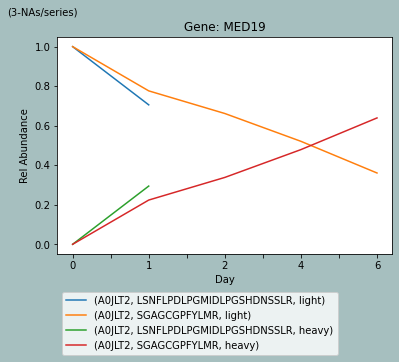 (3-NAs/series)
Gene: MED19
1.0
0.8
0.6
0.4
0.2
0.0
Rel Abundance
0 1 2 4 6
Day
(A0JLT2, LSNFLPDLPGMIDLPGSHDNSSLR, light)
(A0JLT2, SGAGCGPFYLMR, light)
(A0JLT2, LSNFLPDLPGMIDLPGSHDNSSLR, heavy)
(A0JLT2, SGAGCGPFYLMR, heavy)